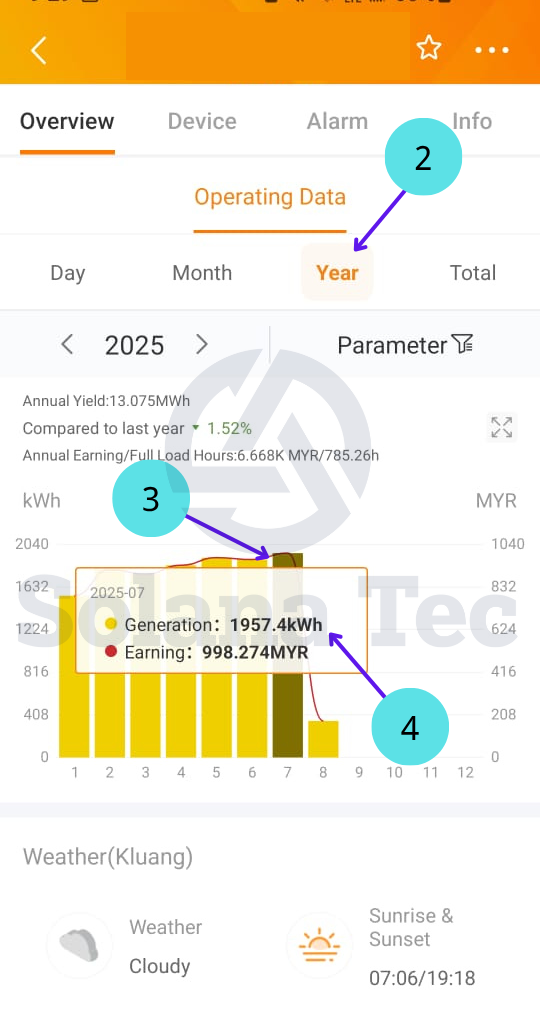 Overview Device Alarm Info
2
Operating Data
Day Month Year Total
2025 Parameter
Annual Yield:13.075MWh
Compared to last year 1.52%
Annual Earning/Full Load Hours:6.668K MYR/785.26h
3
kWh MYR
2040 1040
1632 832
2025-07
Solana Tec
1224 624
Generation: 1957.4kWh
Earning: 998.274MYR
816 416
408 208
4
0 0
1 2 3 4 5 6 7 8 9 10 11 12
Weather(Kluang)
Weather
Cloudy
Sunrise &
Sunset
07:06/19:18